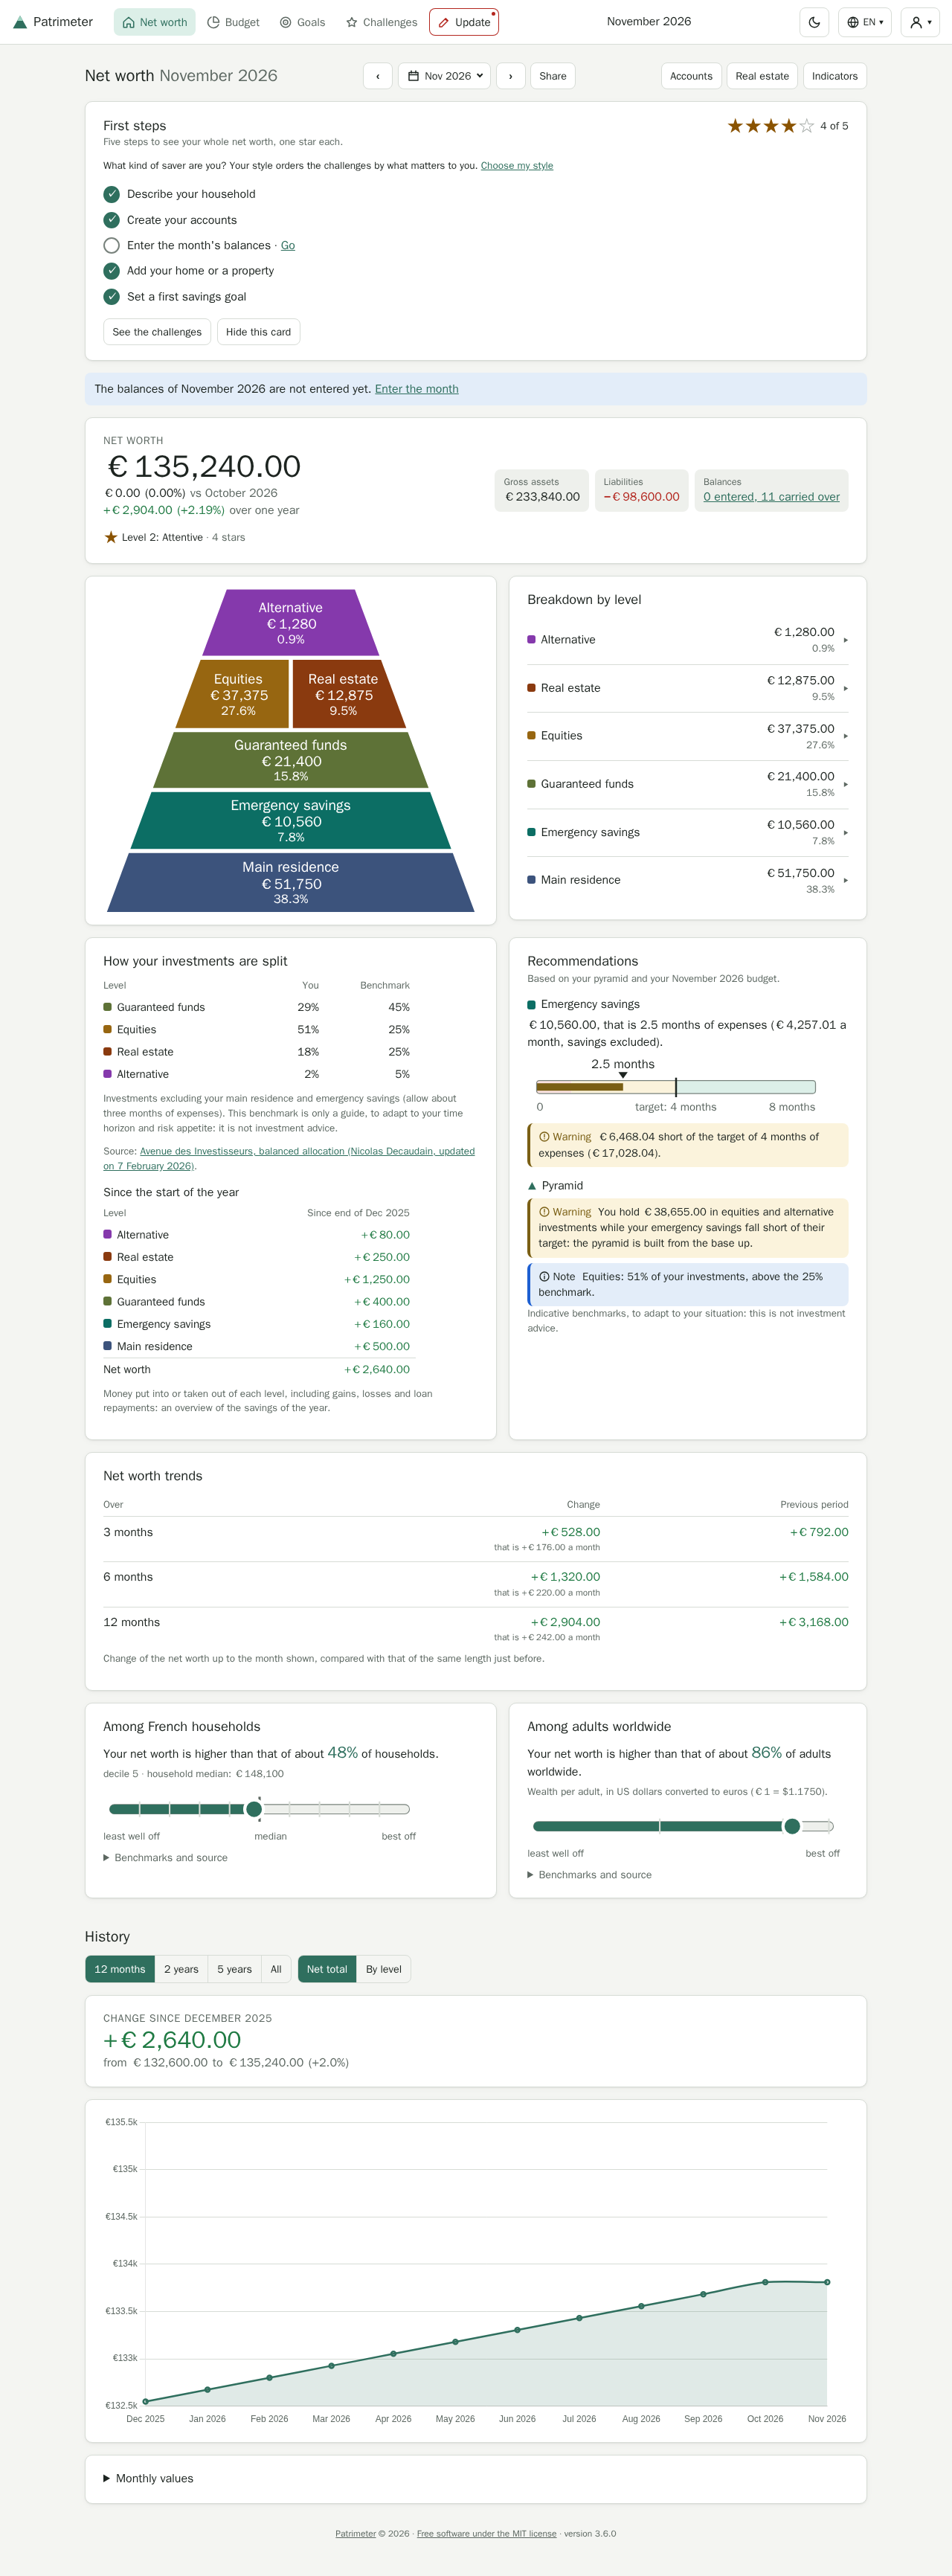 Patrimeter
Net worth
Budget
Goals
Challenges
Update
November 2026
EN ▾
▾
Net worth November 2026
‹
Nov 2026
›
Share
Accounts
Real estate
Indicators
First steps
4 of 5
Five steps to see your whole net worth, one star each.
What kind of saver are you? Your style orders the challenges by what matters to you. Choose my style
Describe your household
Create your accounts
Enter the month's balances · Go
Add your home or a property
Set a first savings goal
See the challenges
Hide this card
The balances of November 2026 are not entered yet. Enter the month
NET WORTH
€ 135,240.00
€ 0.00 (0.00%) vs October 2026
+€ 2,904.00 (+2.19%) over one year
Level 2: Attentive · 4 stars
Gross assets
€ 233,840.00
Liabilities
−€ 98,600.00
Balances
0 entered, 11 carried over
Alternative
€ 1,280
0.9%
Equities
€ 37,375
27.6%
Real estate
€ 12,875
9.5%
Guaranteed funds
€ 21,400
15.8%
Emergency savings
€ 10,560
7.8%
Main residence
€ 51,750
38.3%
Breakdown by level
Alternative
€ 1,280.00
0.9%
Real estate
€ 12,875.00
9.5%
Equities
€ 37,375.00
27.6%
Guaranteed funds
€ 21,400.00
15.8%
Emergency savings
€ 10,560.00
7.8%
Main residence
€ 51,750.00
38.3%
How your investments are split
Level You Benchmark
Guaranteed funds 29% 45%
Equities 51% 25%
Real estate 18% 25%
Alternative 2% 5%
Investments excluding your main residence and emergency savings (allow about
three months of expenses). This benchmark is only a guide, to adapt to your time
horizon and risk appetite: it is not investment advice.
Source: Avenue des Investisseurs, balanced allocation (Nicolas Decaudain, updated
on 7 February 2026).
Since the start of the year
Level Since end of Dec 2025
Alternative +€ 80.00
Real estate +€ 250.00
Equities +€ 1,250.00
Guaranteed funds +€ 400.00
Emergency savings +€ 160.00
Main residence +€ 500.00
Net worth +€ 2,640.00
Money put into or taken out of each level, including gains, losses and loan
repayments: an overview of the savings of the year.
Recommendations
Based on your pyramid and your November 2026 budget.
Emergency savings
€ 10,560.00, that is 2.5 months of expenses (€ 4,257.01 a
month, savings excluded).
2.5 months
0
target: 4 months
8 months
Warning € 6,468.04 short of the target of 4 months of
expenses (€ 17,028.04).
Pyramid
Warning You hold € 38,655.00 in equities and alternative
investments while your emergency savings fall short of their
target: the pyramid is built from the base up.
Note Equities: 51% of your investments, above the 25%
benchmark.
Indicative benchmarks, to adapt to your situation: this is not investment
advice.
Net worth trends
Over Change Previous period
3 months +€ 528.00 +€ 792.00
that is +€ 176.00 a month
6 months +€ 1,320.00 +€ 1,584.00
that is +€ 220.00 a month
12 months +€ 2,904.00 +€ 3,168.00
that is +€ 242.00 a month
Change of the net worth up to the month shown, compared with that of the same length just before.
Among French households
Your net worth is higher than that of about 48% of households.
decile 5 · household median: € 148,100
least well off
median
best off
Benchmarks and source
Among adults worldwide
Your net worth is higher than that of about 86% of adults
worldwide.
Wealth per adult, in US dollars converted to euros (€ 1 = $1.1750).
least well off
best off
Benchmarks and source
History
12 months
2 years
5 years
All
Net total
By level
CHANGE SINCE DECEMBER 2025
+€ 2,640.00
from € 132,600.00 to € 135,240.00 (+2.0%)
€135.5k
€135k
€134.5k
€134k
€133.5k
€133k
€132.5k
Dec 2025 Jan 2026 Feb 2026 Mar 2026 Apr 2026 May 2026 Jun 2026 Jul 2026 Aug 2026 Sep 2026 Oct 2026 Nov 2026
Monthly values
Patrimeter © 2026 · Free software under the MIT license · version 3.6.0